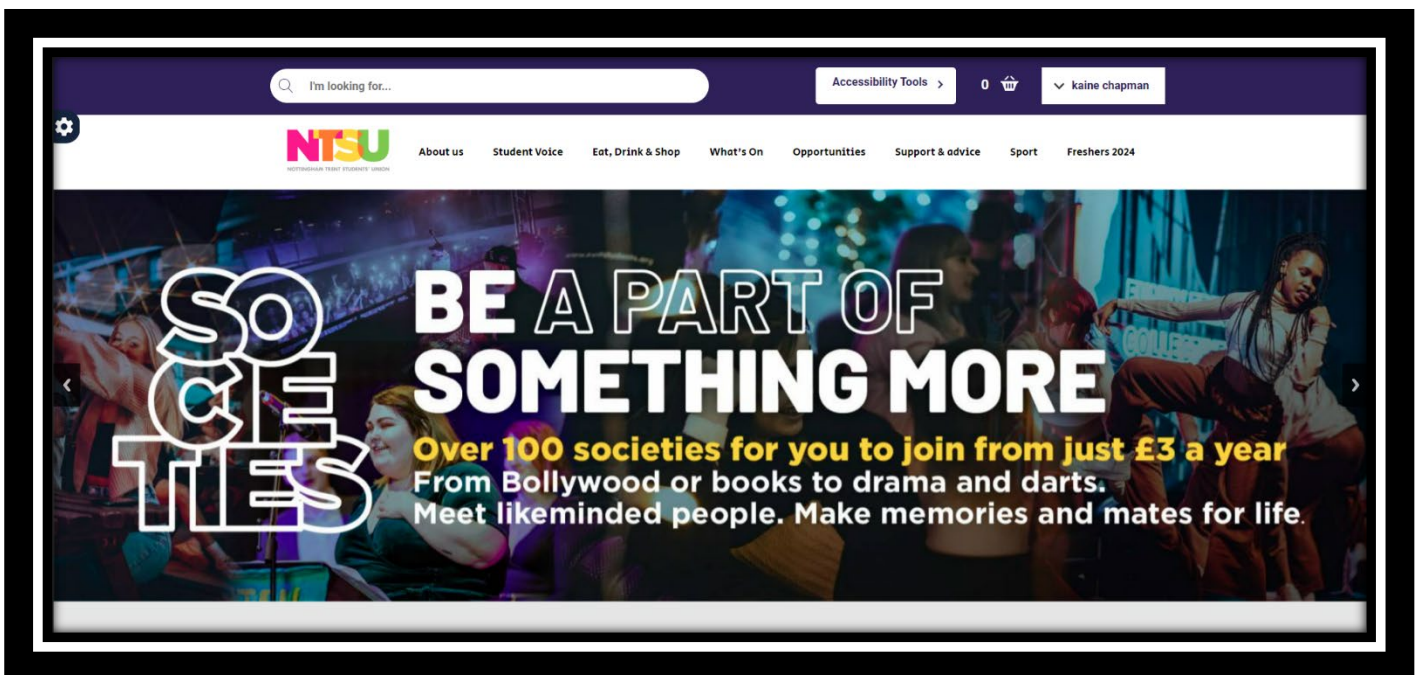 I'm looking for...
Accessibility Tools >
0
kaine chapman
NTSU
NOTTINGHAM TRENT STUDENTS' UNION
About us Student Voice Eat, Drink & Shop What's On Opportunities Support & advice Sport Freshers 2024
SO
CIE
TIES
BE A PART OF
SOMETHING MORE
Over 100 societies for you to join from just £3 a year
From Bollywood or books to drama and darts.
Meet likeminded people. Make memories and mates for life.